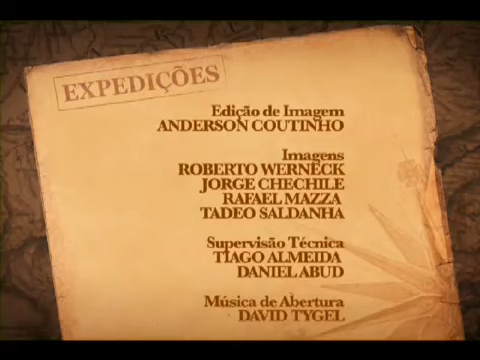 EXPEDIÇÕES
Edição de Imagem
ANDERSON COUTINHO
Imagens
ROBERTO WERNECK
JORGE CHECHILE
RAFAEL MAZZA
TADEO SALDANHA
Supervisão Técnica
TIAGO ALMEIDA
DANIEL ABUD
Música de Abertura
DAVID TYGEL